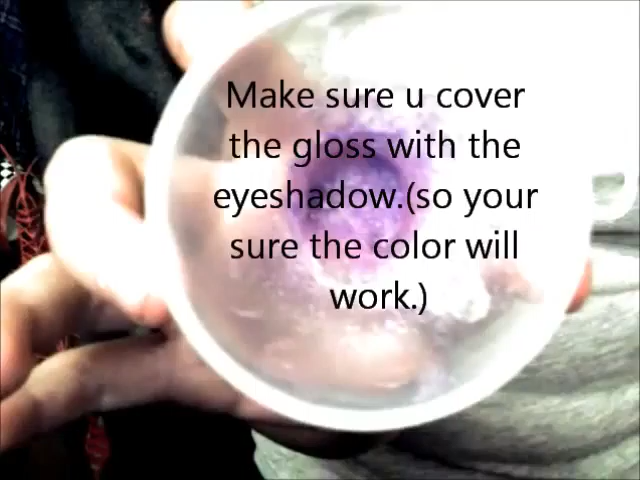 Make sure u cover
the gloss with the
eyeshadow.(so your
sure the color will
work.)